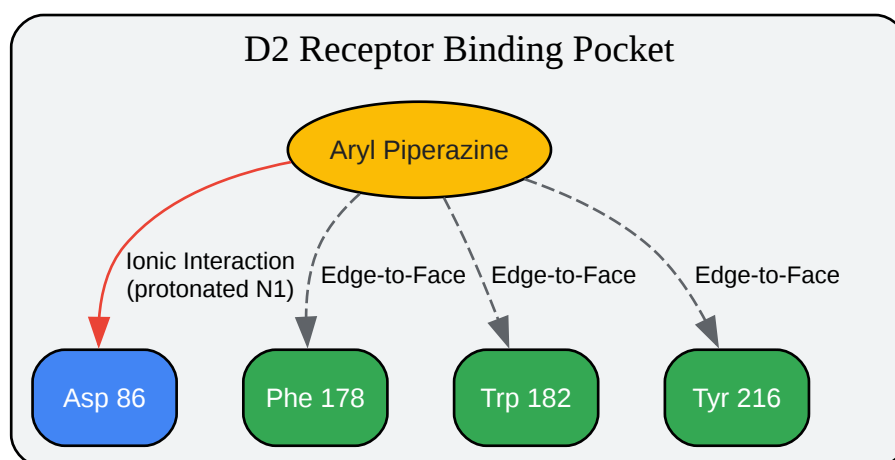 D2 Receptor Binding Pocket
Aryl Piperazine
Ionic Interaction
(protonated N1)
Edge-to-Face
Edge-to-Face
Edge-to-Face
Asp 86
Phe 178
Trp 182
Tyr 216